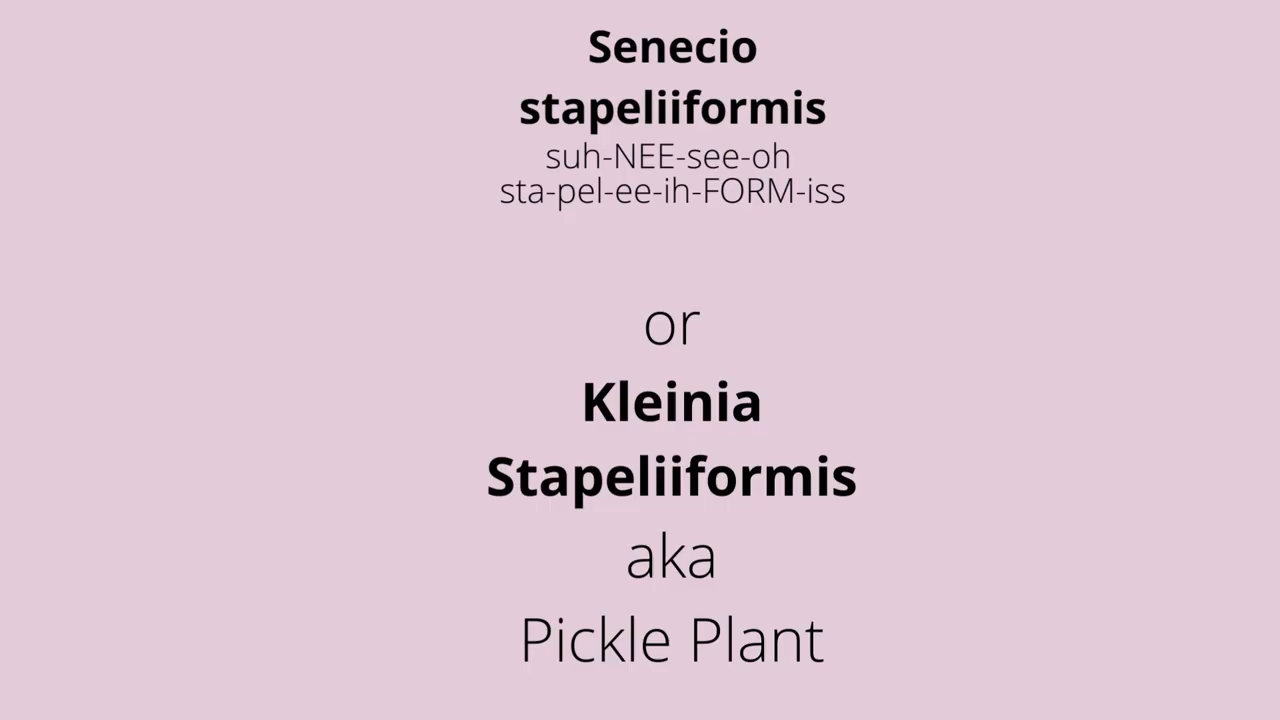 Senecio
stapeliiformis
suh-NEE-see-oh
sta-pel-ee-ih-FORM-iss
or
Kleinia
Stapeliiformis
aka
Pickle Plant